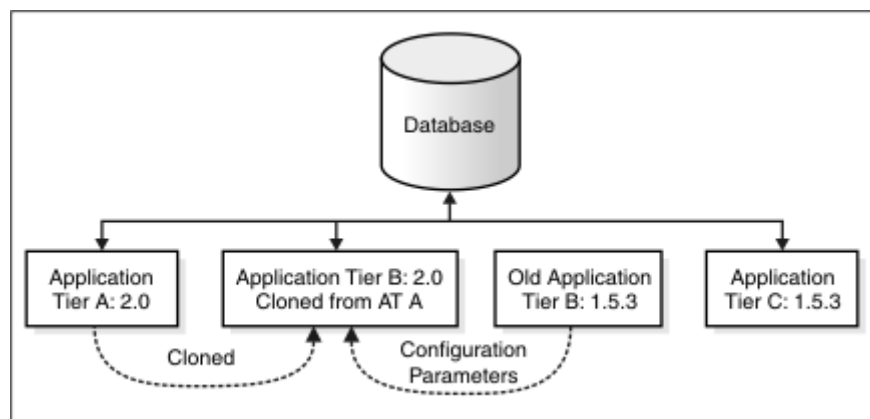 Database
Application
Tier A: 2.0
Application Tier B: 2.0
Cloned from AT A
Old Application
Tier B: 1.5.3
Application
Tier C: 1.5.3
Cloned
Configuration
Parameters